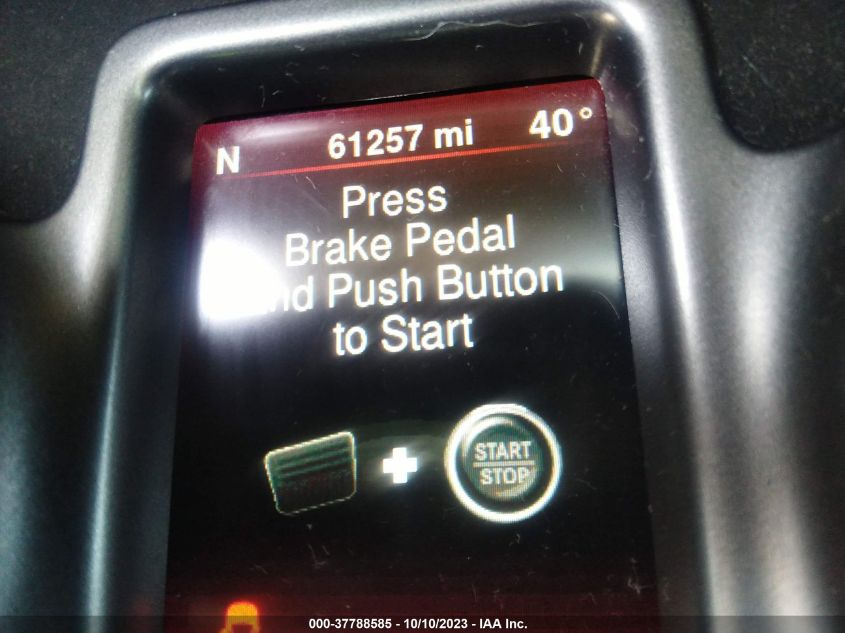 N 61257 mi 40°
Press
Brake Pedal
Push Button
to Start
START
STOP
000-37788585 - 10/10/2023 - IAA Inc.